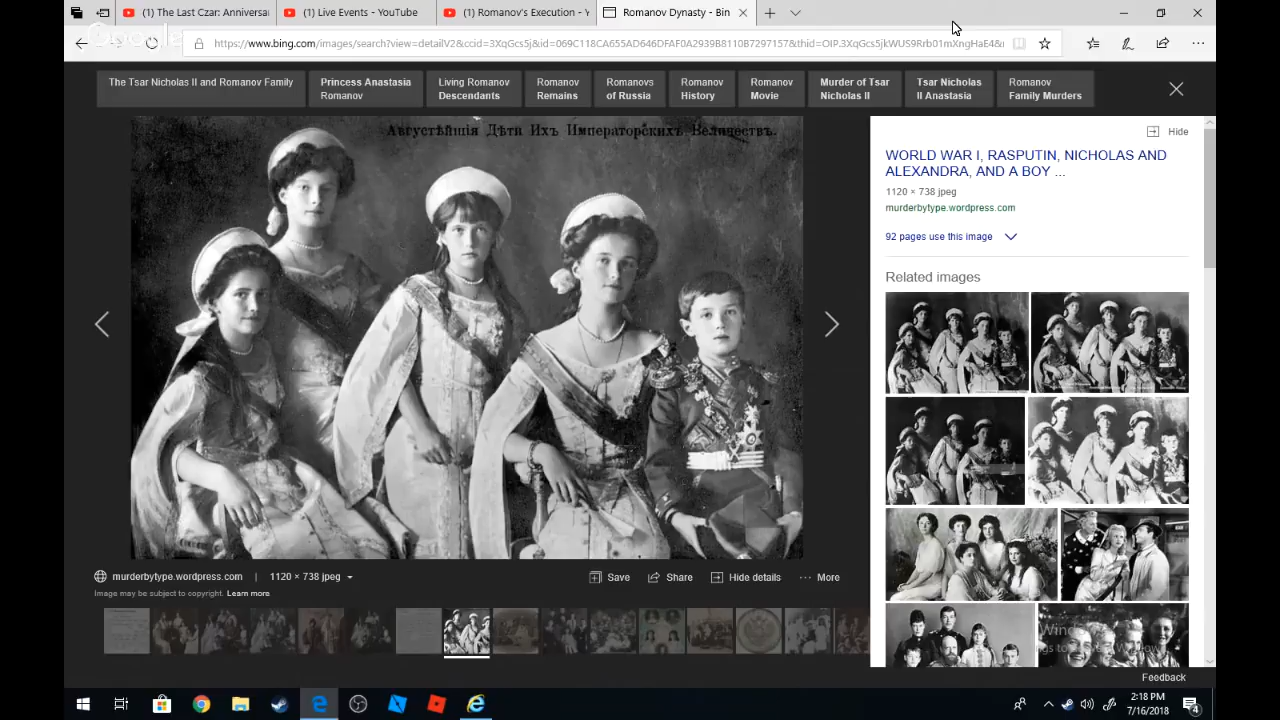 (1) The Last Czar: Anniversa
(1) Live Events - YouTube
(1) Romanov's Execution - Y
Romanov Dynasty - Bin
Google
https://www.bing.com/images/search?view=detailV2&ccid=3XqGcs5j&id=069C118CA655AD646DFAF0A2939B8110B7297157&thid=OIP.3XqGcs5jkWUS9Rrb01mXngHaE4&
The Tsar Nicholas II and Romanov Family
Princess Anastasia
Romanov
Living Romanov
Descendants
Romanov
Remains
Romanovs
of Russia
Romanov
History
Romanov
Movie
Murder of Tsar
Nicholas II
Tsar Nicholas
II Anastasia
Romanov
Family Murders
Августѣйшія Дѣти Ихъ Императорскихъ Величествъ.
Hide
WORLD WAR I, RASPUTIN, NICHOLAS AND
ALEXANDRA, AND A BOY ...
1120 × 738 jpeg
murderbytype.wordpress.com
92 pages use this image
Related images
murderbytype.wordpress.com | 1120 × 738 jpeg
Save
Share
Hide details
More
Image may be subject to copyright. Learn more
Feedback
2:18 PM
7/16/2018
4